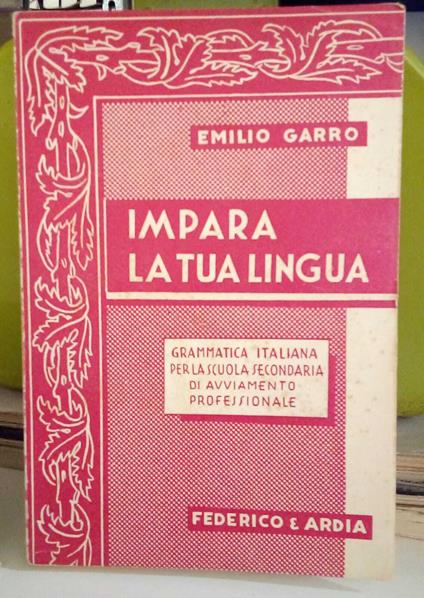 EMILIO GARRO
IMPARA
LA TUA LINGUA
GRAMMATICA ITALIANA
PER LA SCUOLA SECONDARIA
DI AVVIAMENTO
PROFESSIONALE
FEDERICO & ARDIA